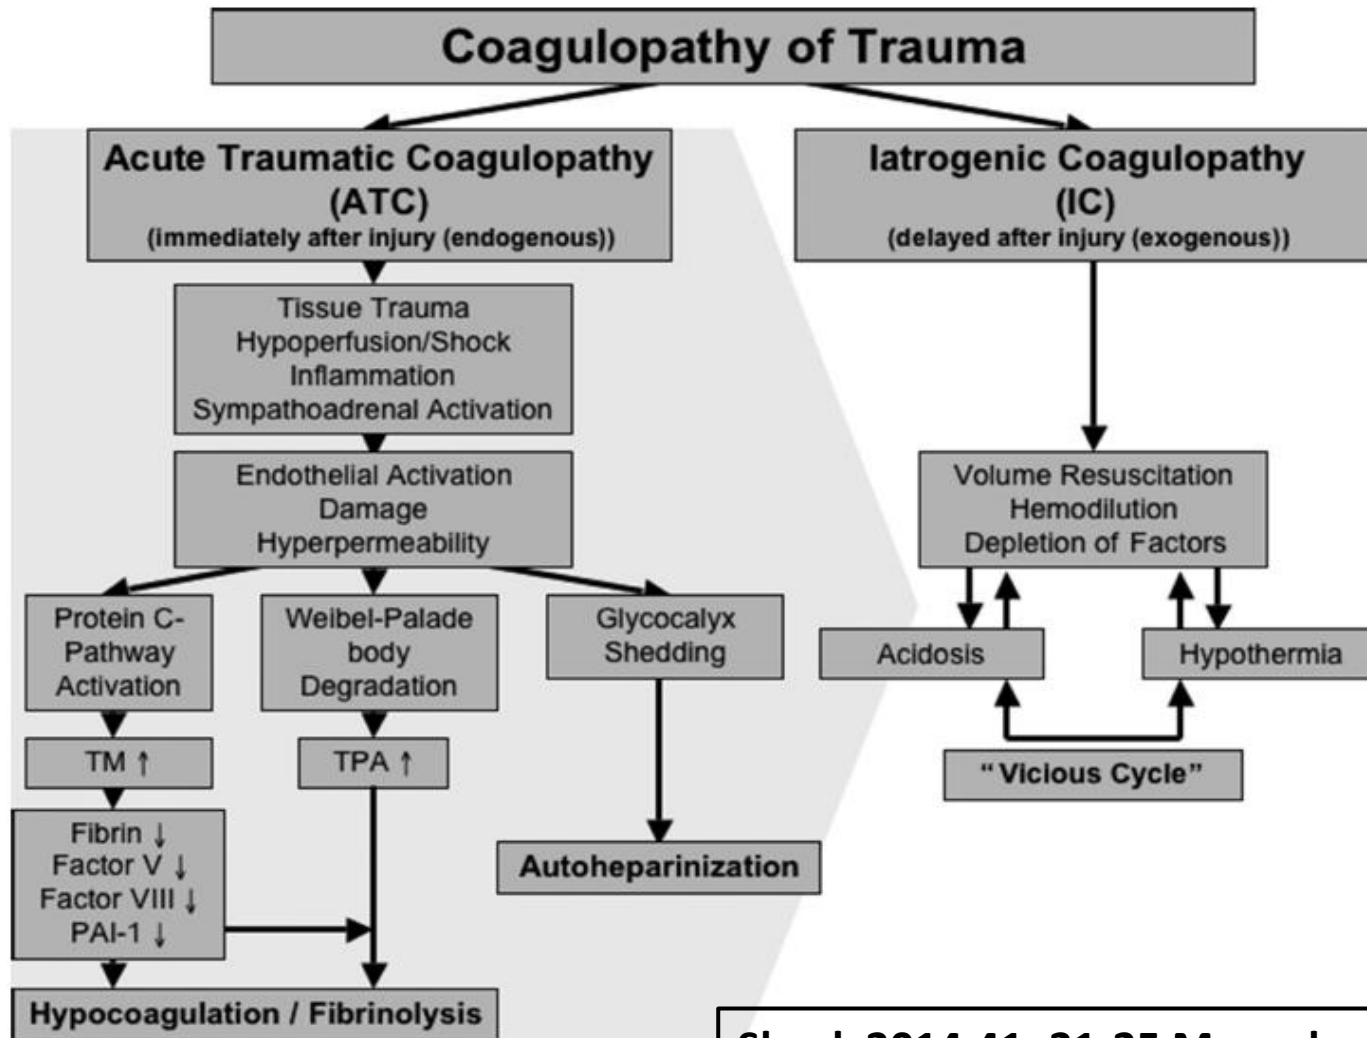 Coagulopathy of Trauma
Acute Traumatic Coagulopathy
(ATC)
(immediately after injury (endogenous))
Tissue Trauma
Hypoperfusion/Shock
Inflammation
Sympathoadrenal Activation
Endothelial Activation
Damage
Hyperpermeability
Protein C-
Pathway
Activation
TM ↑
Fibrin ↓
Factor V ↓
Factor VIII ↓
PAI-1 ↓
Weibel-Palade
body
Degradation
TPA ↑
Hypocoagulation / Fibrinolysis
Glycocalyx
Shedding
Autoheparinization
Iatrogenic Coagulopathy
(IC)
(delayed after injury (exogenous))
Volume Resuscitation
Hemodilution
Depletion of Factors
Acidosis
Hypothermia
“Vicious Cycle”